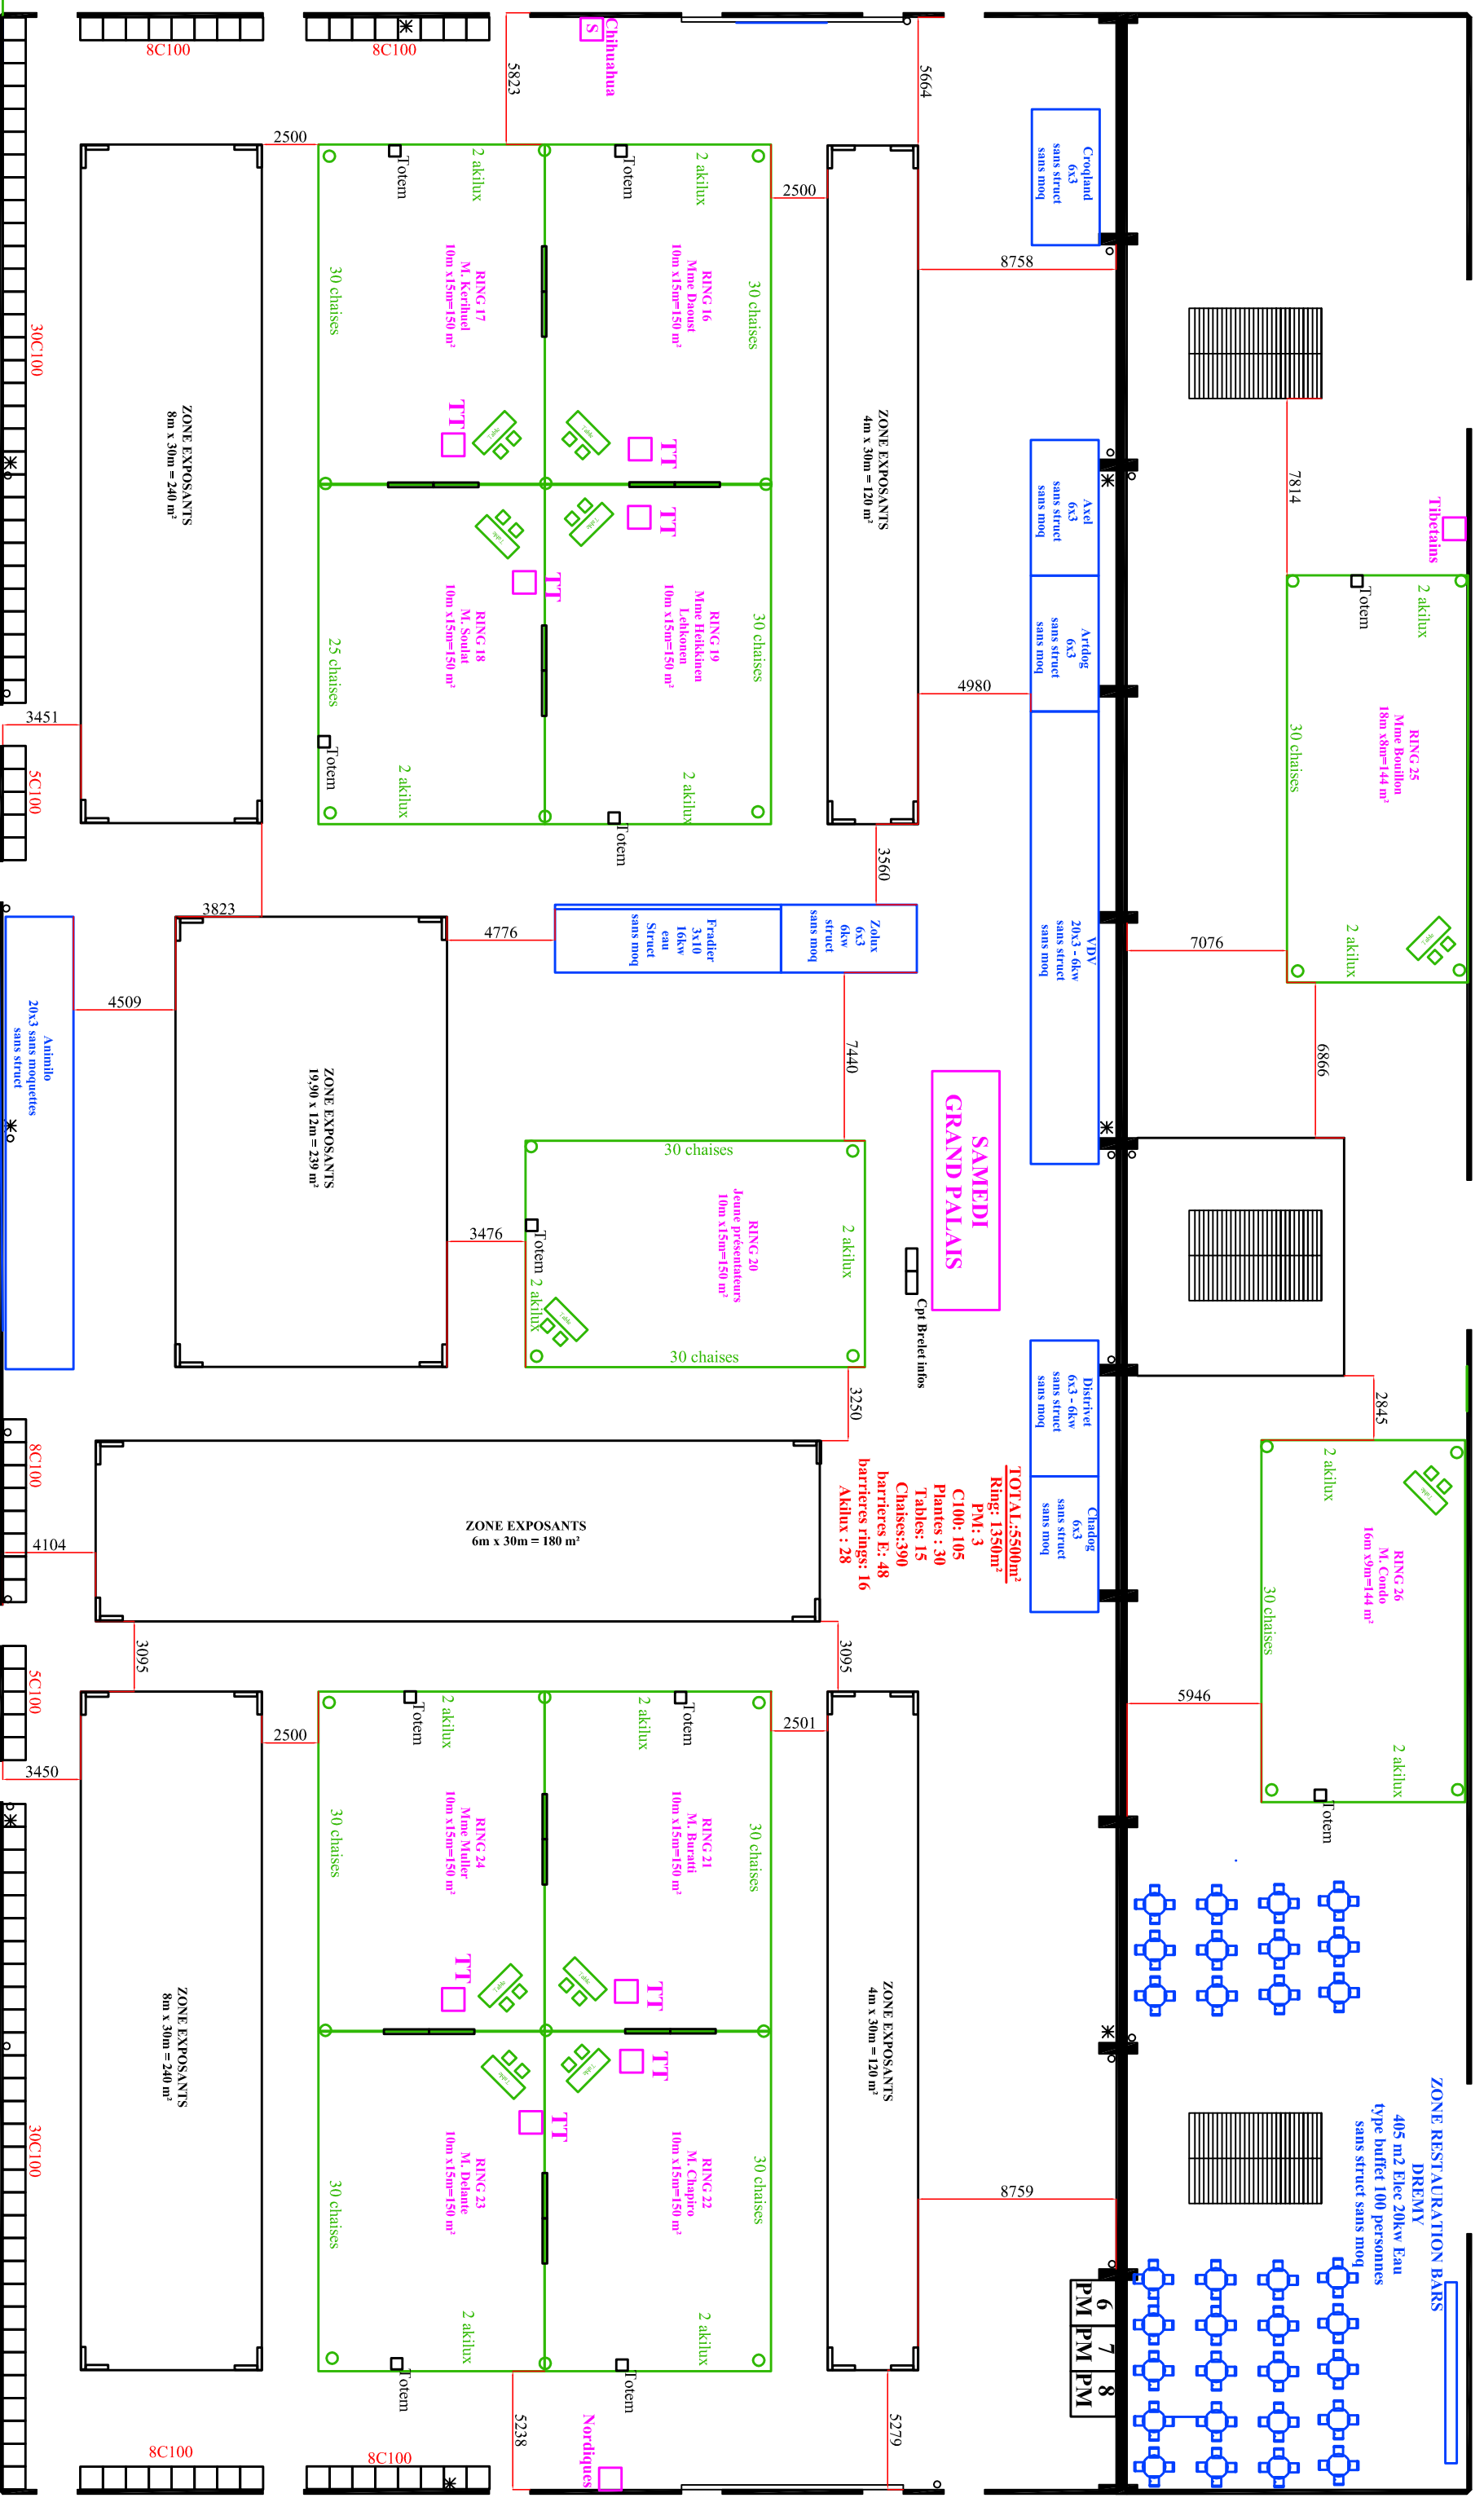 8C100
8C100
S
Chihuahua
5823
5664
2500
2500
8758
Croqland
6x3
sans struct
sans moq
Totem
2 akilux
Totem
2 akilux
30 chaises
RING 17
M. Kerihuel
10m x15m=150 m²
RING 16
Mme Daoust
10m x15m=150 m²
30 chaises
30C100
ZONE EXPOSANTS
8m x 30m = 240 m²
TT
Table
Table
TT
ZONE EXPOSANTS
4m x 30m = 120 m²
7814
Tibetains
Table
Table
TT
TT
Axel
6x3
sans struct
sans moq
Artdog
6x3
sans struct
sans moq
Totem
2 akilux
25 chaises
RING 18
M. Soulat
10m x15m=150 m²
RING 19
Mme Heikkinen
Lehkonen
10m x15m=150 m²
30 chaises
4980
3451
5C100
Totem
2 akilux
2 akilux
Totem
30 chaises
RING 25
Mme Bouillon
18m x8m=144 m²
3560
3823
4776
Fradier
3x10
16kw
eau
Struct
sans moq
Zolux
6x3
6kw
struct
sans moq
VDV
20x3 - 6kw
sans struct
sans moq
7076
2 akilux
Table
4509
Animilo
20x3 sans moquettes
sans struct
ZONE EXPOSANTS
19,90 x 12m = 239 m²
7440
6866
SAMEDI
GRAND PALAIS
30 chaises
RING 20
Jeune présentateurs
10m x15m=150 m²
2 akilux
3476
Totem
2 akilux
Table
30 chaises
Cpt Brelet infos
3250
Distrivet
6x3 - 6kw
sans struct
sans moq
2845
8C100
4104
ZONE EXPOSANTS
6m x 30m = 180 m²
TOTAL:5500m²
Ring: 1350m²
PM: 3
C100: 105
Plantes : 30
Tables: 15
Chaises:390
barrieres E: 48
barrieres rings: 16
Akilux : 28
Chadog
6x3
sans struct
sans moq
2 akilux
Table
30 chaises
RING 26
M. Condo
16m x9m=144 m²
3095
3095
5C100
3450
2500
2501
5946
Totem
2 akilux
2 akilux
Totem
2 akilux
Totem
30 chaises
RING 24
Mme Muller
10m x15m=150 m²
RING 21
M. Buratti
10m x15m=150 m²
30 chaises
TT
Table
Table
TT
ZONE EXPOSANTS
8m x 30m = 240 m²
ZONE EXPOSANTS
4m x 30m = 120 m²
Table
Table
TT
TT
30C100
30 chaises
RING 23
M. Delante
10m x15m=150 m²
RING 22
M. Chapiro
10m x15m=150 m²
30 chaises
8759
ZONE RESTAURATION BARS
DREMY
405 m2 Elec 20kw Eau
type buffet 100 personnes
sans struct sans moq
6
PM
7
PM
8
PM
2 akilux
2 akilux
Totem
Totem
5238
5279
8C100
8C100
Nordiques